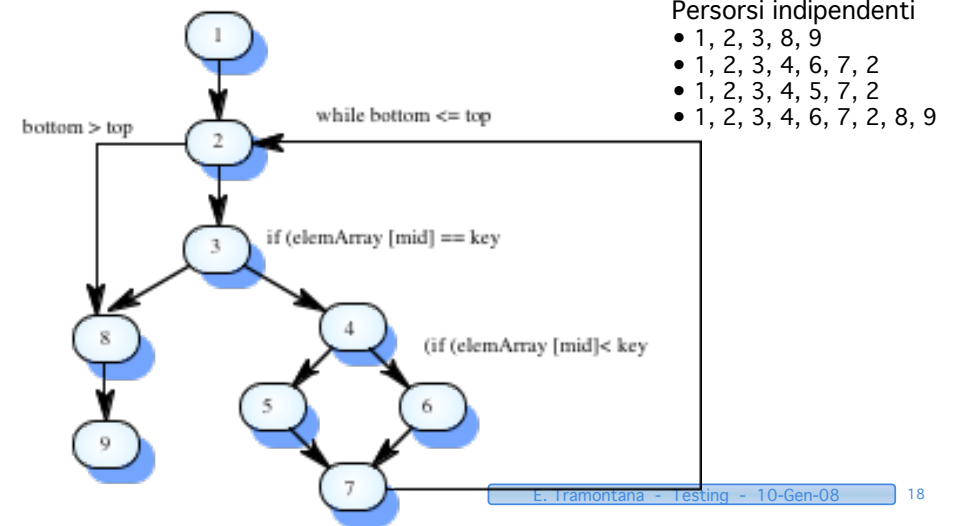 Persorsi indipendenti
• 1, 2, 3, 8, 9
• 1, 2, 3, 4, 6, 7, 2
• 1, 2, 3, 4, 5, 7, 2
• 1, 2, 3, 4, 6, 7, 2, 8, 9
1
while bottom <= top
bottom > top
2
if (elemArray [mid] == key
3
4
8
(if (elemArray [mid]< key
5
6
9
7
E. Tramontana - Testing - 10-Gen-08
18